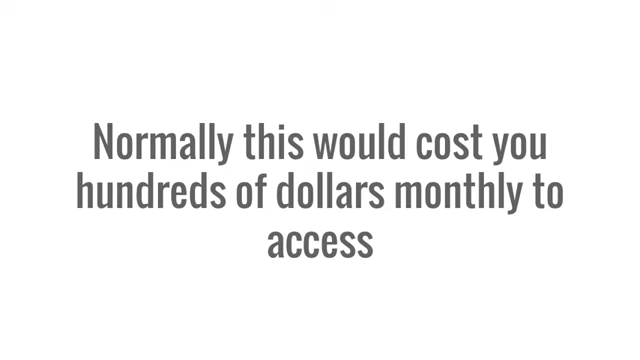 Normally this would cost you
hundreds of dollars monthly to
access